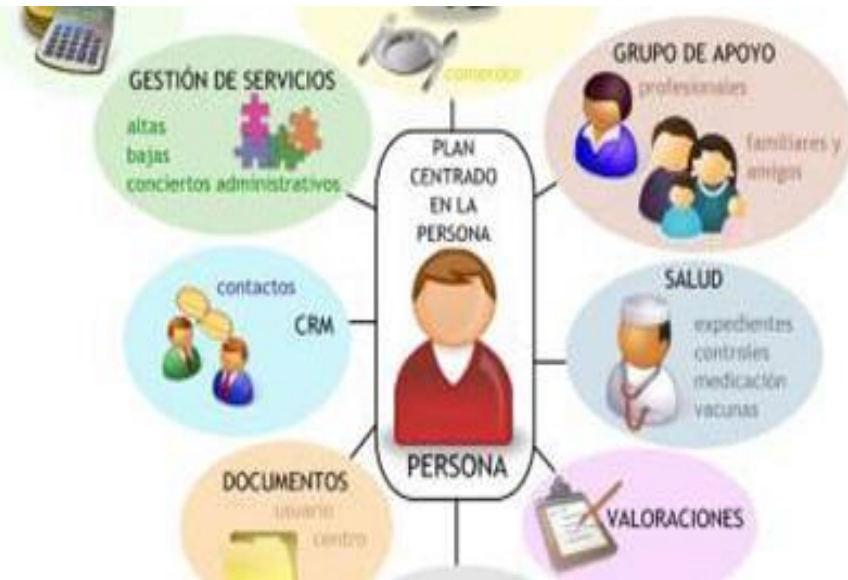 comedor
GESTIÓN DE SERVICIOS
altas
bajas
conciertos administrativos
GRUPO DE APOYO
profesionales
familiares y
amigos
PLAN
CENTRADO
EN LA
PERSONA
PERSONA
contactos
CRM
SALUD
expedientes
controles
medicación
vacunas
DOCUMENTOS
usuario
centro
VALORACIONES